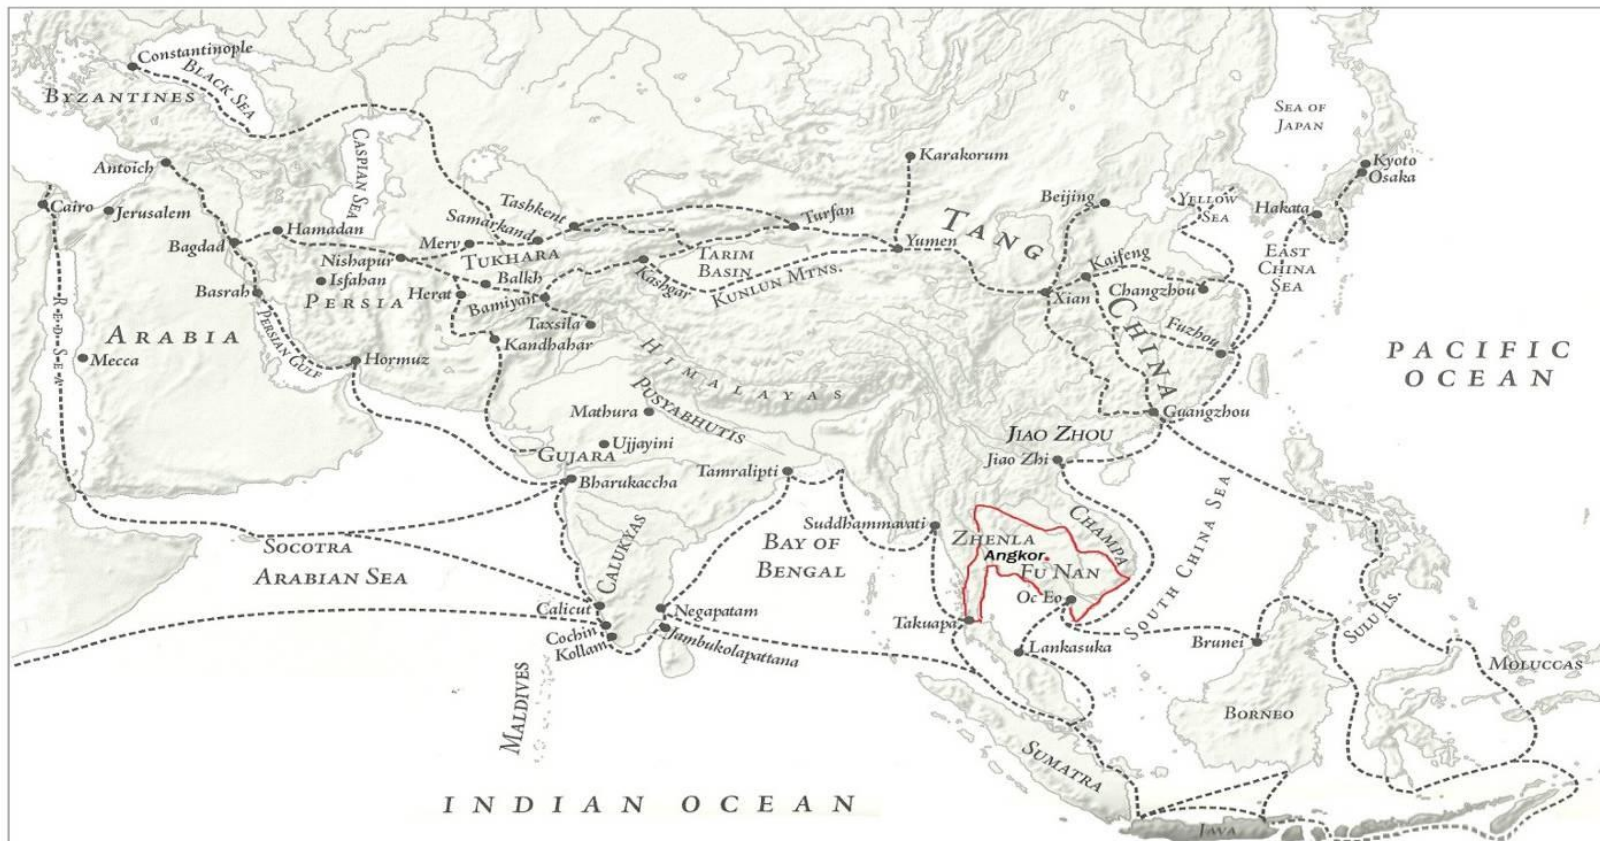 Constantinople
BLACK SEA
BYZANTINES
CASPIAN SEA
SEA OF
JAPAN
Karakorum
Kyoto
Osaka
Antoich
Cairo
Jerusalem
Tashkent
Samarkand
Turfan
Beijing
YELLOW
SEA
Hakata
Hamadan
Bagdad
Merv
TUKHARA
Nishapur
TARIM
BASIN
Yumen
TANG
CHINA
Kaifeng
EAST
CHINA
SEA
Isfahan
PERSIA
Balkh
Herat
Bamiyan
Kashgar
KUNLUN MTNS.
Xian
Changzhou
Basrah
PERSIAN GULF
Taxsila
Kandhahar
Fuzhou
ARABIA
RED SEA
Mecca
Hormuz
HIMALAYAS
PACIFIC
OCEAN
Mathura
PUSYABHUTIS
Guangzhou
Ujjayini
GUJARA
JIAO ZHOU
Jiao Zhi
Tamralipti
Bharukaccha
SOUTH CHINA SEA
Suddhammavati
ZHENLA
CHAMPA
Angkor
FU NAN
Oc Eo
SOCOTRA
ARABIAN SEA
CALUKYAS
BAY OF
BENGAL
Calicut
Negapatam
Takuapa
Cochin
Kollam
Jambukolapattana
Lankasuka
Brunei
SULU ILS.
MOLUCCAS
MALDIVES
BORNEO
SUMATRA
INDIAN OCEAN
JAVA